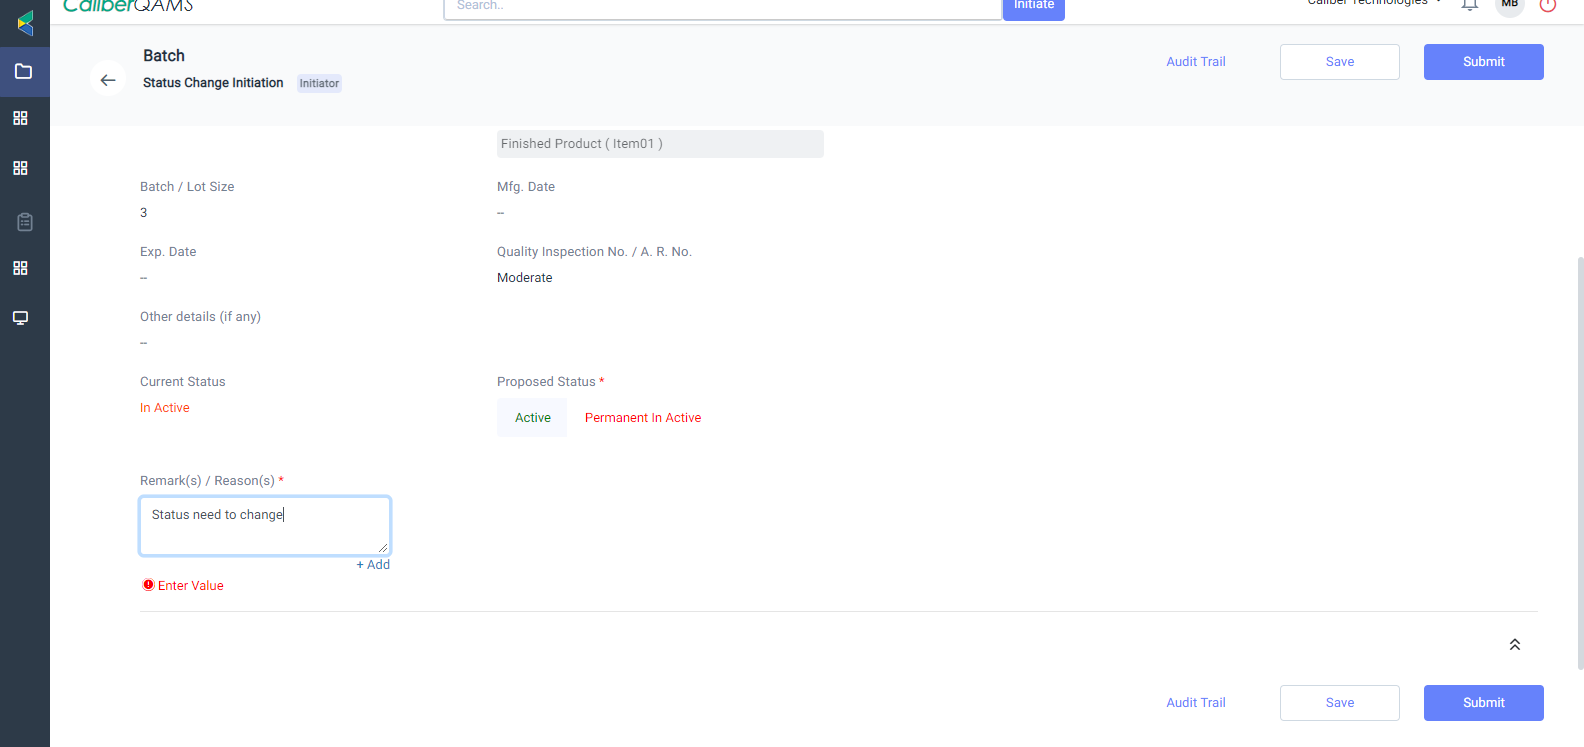 CaliberQAMS
Search..
Initiate
Caliber Technologies
MB
Batch
Status Change Initiation
Initiator
Audit Trail
Save
Submit
Finished Product ( Item01 )
Batch / Lot Size
Mfg. Date
3
--
Exp. Date
Quality Inspection No. / A. R. No.
--
Moderate
Other details (if any)
--
Current Status
Proposed Status *
In Active
Active
Permanent In Active
Remark(s) / Reason(s) *
Status need to change
+ Add
Enter Value
Audit Trail
Save
Submit